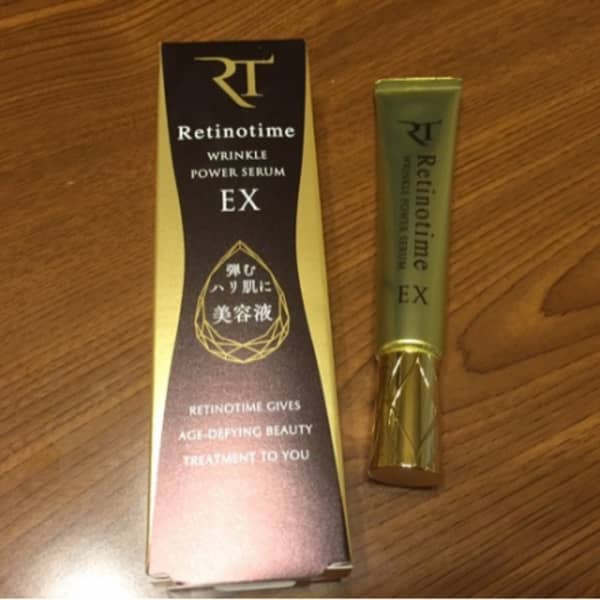 RT
Retinotime
WRINKLE
POWER SERUM
EX
弾む
ハリ肌に
美容液
RETINOTIME GIVES
AGE-DEFYING BEAUTY
TREATMENT TO YOU
RT
Retinotime
WRINKLE POWER SERUM
EX